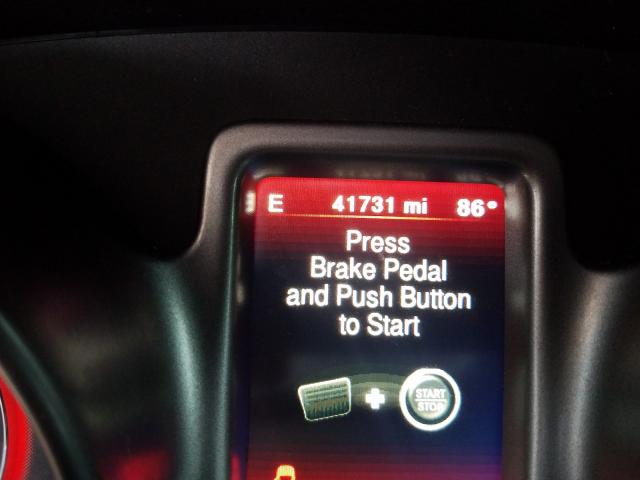 E 41731 mi 86°
Press
Brake Pedal
and Push Button
to Start
START
STOP